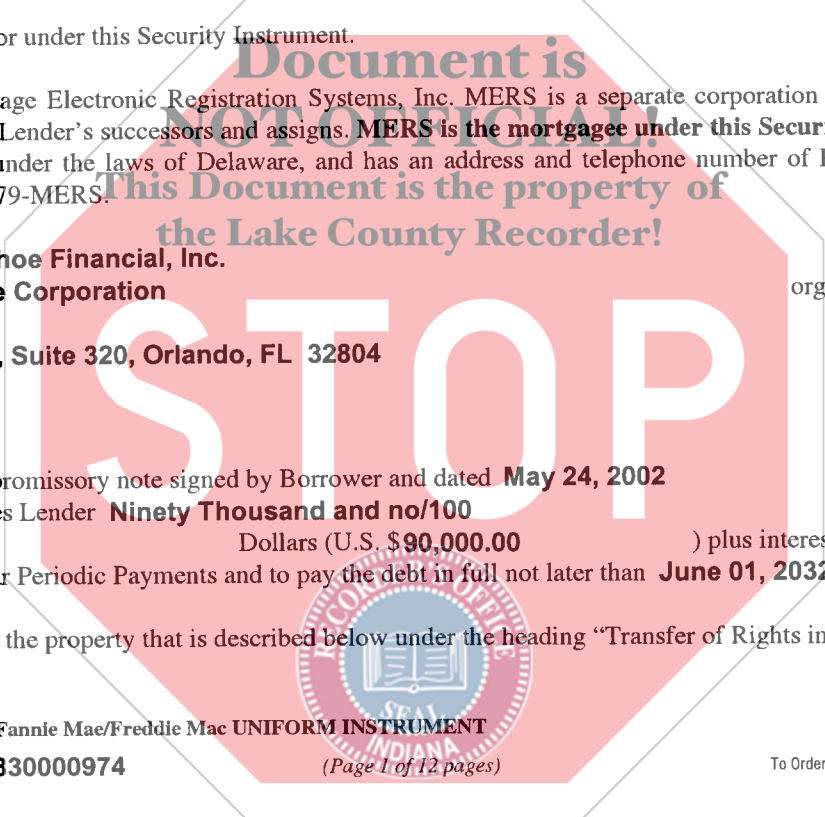 or under this Security Instrument.
Document is
age Electronic Registration Systems, Inc. MERS is a separate corporation
NOT OFFICIAL!
Lender's successors and assigns. MERS is the mortgagee under this Secur
under the laws of Delaware, and has an address and telephone number of
79-MERS.
This Document is the property of
the Lake County Recorder!
hoe Financial, Inc.
e Corporation
org
STOP
, Suite 320, Orlando, FL 32804
promissory note signed by Borrower and dated May 24, 2002
es Lender Ninety Thousand and no/100
Dollars (U.S. $90,000.00 ) plus interes
r Periodic Payments and to pay the debt in full not later than June 01, 2032
RECORDER'S OFFICE
the property that is described below under the heading “Transfer of Rights in
SEAL
Fannie Mae/Freddie Mac UNIFORM INSTRUMENT
INDIANA
330000974
(Page 1 of 12 pages)
To Order